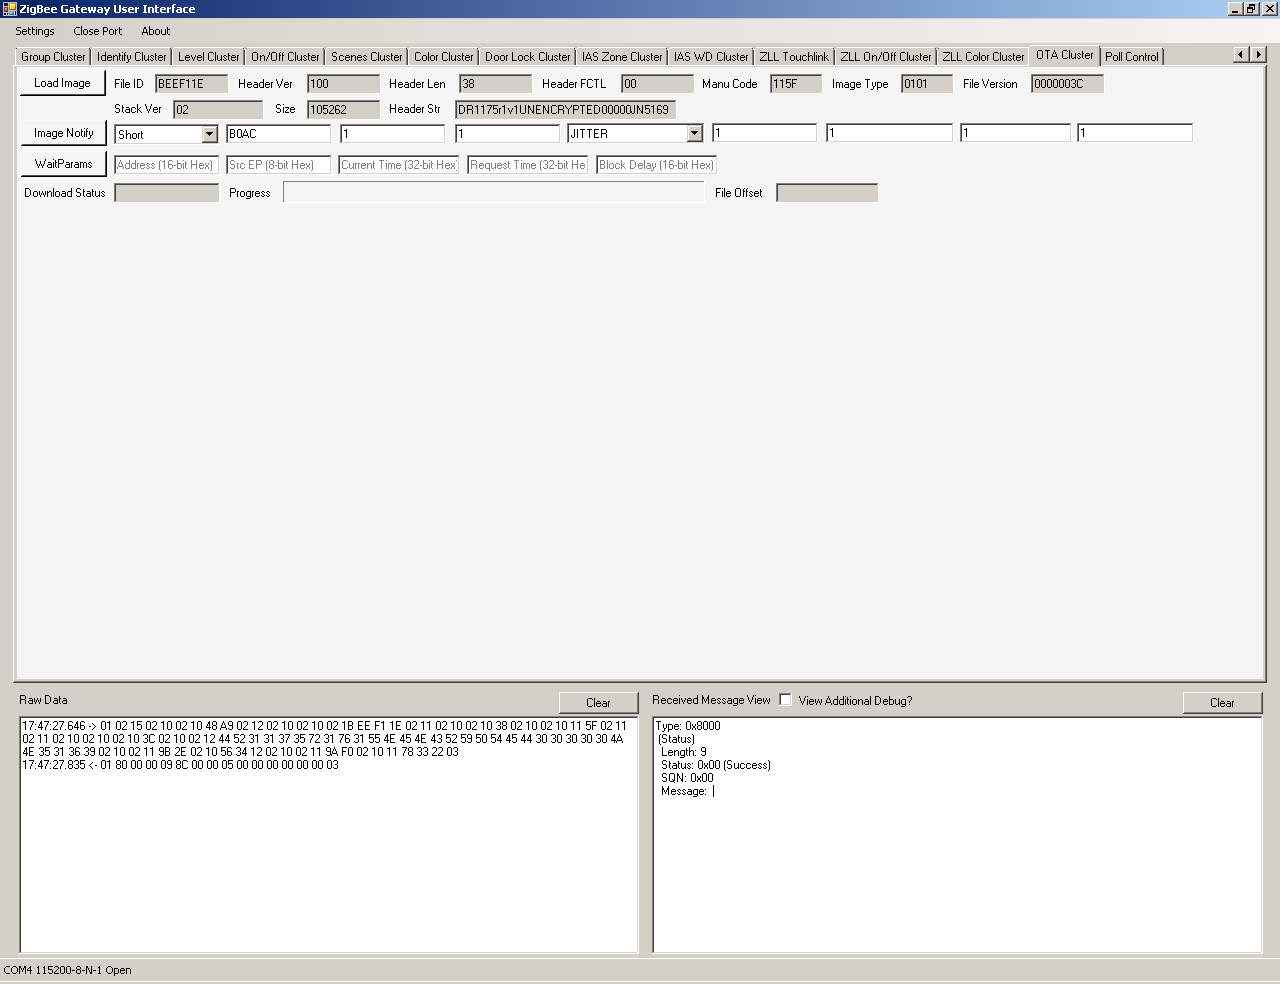 ZigBee Gateway User Interface
Settings Close Port About
Group Cluster Identify Cluster Level Cluster On/Off Cluster Scenes Cluster Color Cluster Door Lock Cluster IAS Zone Cluster IAS WD Cluster ZLL Touchlink ZLL On/Off Cluster ZLL Color Cluster OTA Cluster Poll Control
Load Image File ID BEEF11E Header Ver 100 Header Len 38 Header FCTL 00 Manu Code 115F Image Type 0101 File Version 0000003C
Stack Ver 02 Size 105262 Header Str DR1175r1v1UNENCRYPTED00000JN5169
Image Notify Short B0AC 1 1 JITTER 1 1 1 1
WaitParams Address (16-bit Hex) Src EP (8-bit Hex) Current Time (32-bit Hex) Request Time (32-bit He Block Delay (16-bit Hex)
Download Status Progress File Offset
Raw Data Clear
17:47:27.646 -> 01 02 15 02 10 02 10 48 A9 02 12 02 10 02 10 02 1B EE F1 1E 02 11 02 10 02 10 38 02 10 02 10 11 5F 02 11
02 11 02 10 02 10 02 10 3C 02 10 02 12 44 52 31 31 37 35 72 31 76 31 55 4E 45 4E 43 52 59 50 54 45 44 30 30 30 30 30 4A
4E 35 31 36 39 02 10 02 11 9B 2E 02 10 56 34 12 02 10 02 11 9A F0 02 10 11 78 33 22 03
17:47:27.835 <- 01 80 00 00 09 8C 00 00 05 00 00 00 00 00 00 03
Received Message View View Additional Debug? Clear
Type: 0x8000
(Status)
Length: 9
Status: 0x00 (Success)
SQN: 0x00
Message:
COM4 115200-8-N-1 Open